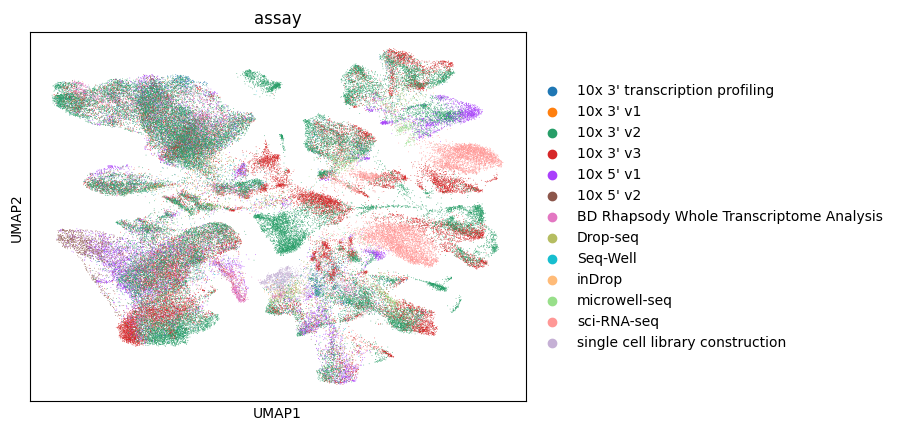 assay
10x 3' transcription profiling
10x 3' v1
10x 3' v2
10x 3' v3
10x 5' v1
10x 5' v2
BD Rhapsody Whole Transcriptome Analysis
Drop-seq
Seq-Well
inDrop
microwell-seq
sci-RNA-seq
single cell library construction
UMAP2
UMAP1